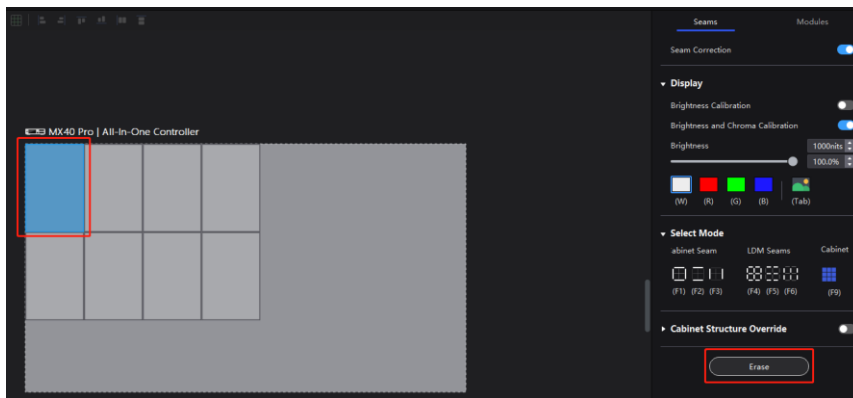 Seams Modules
Seam Correction
MX40 Pro | All-In-One Controller
Display
Brightness Calibration
Brightness and Chroma Calibration
Brightness 1000nits
100.0%
(W) (R) (G) (B) (Tab)
Select Mode
abinet Seam LDM Seams Cabinet
(F1) (F2) (F3) (F4) (F5) (F6) (F9)
Cabinet Structure Override
Erase